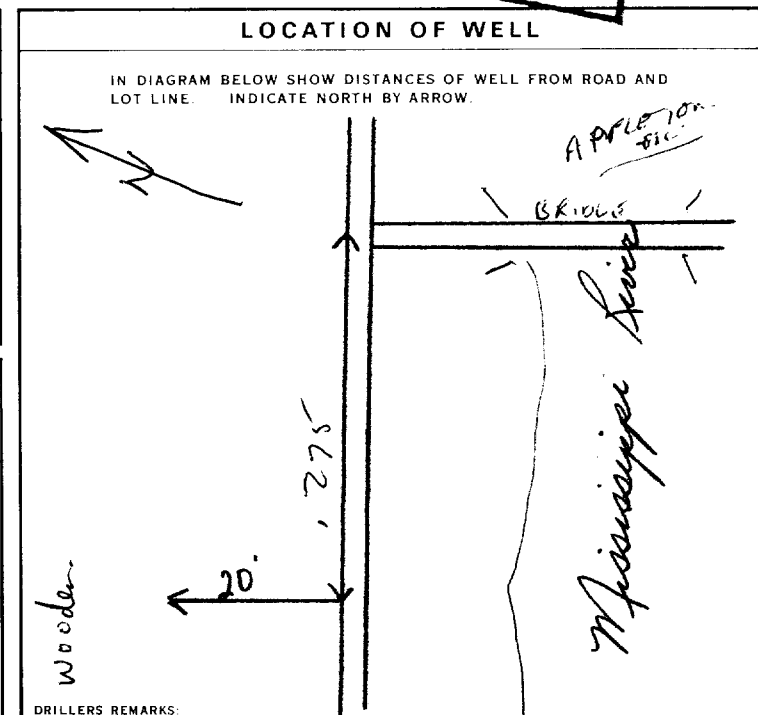 LOCATION OF WELL
IN DIAGRAM BELOW SHOW DISTANCES OF WELL FROM ROAD AND
LOT LINE. INDICATE NORTH BY ARROW.
N
APPLETON
BRIDGE
Mississippi River
275'
20'
Wooden
DRILLERS REMARKS: